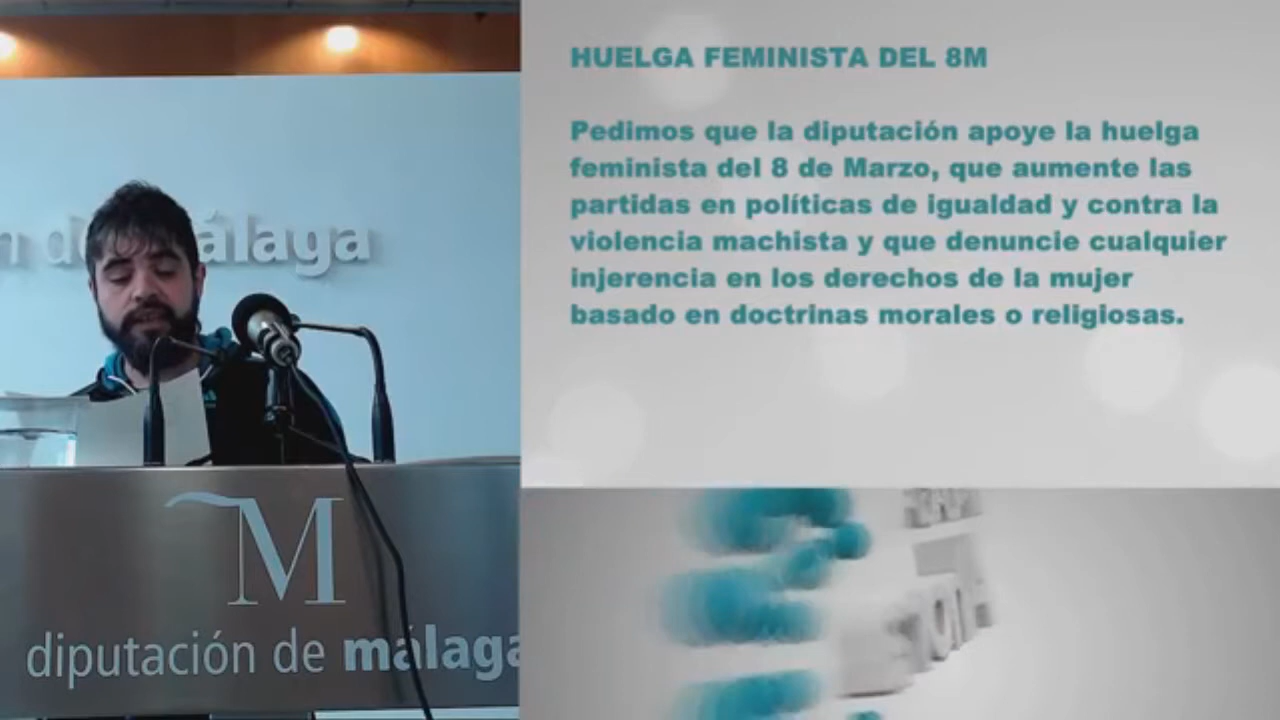 HUELGA FEMINISTA DEL 8M
Pedimos que la diputación apoye la huelga
feminista del 8 de Marzo, que aumente las
partidas en políticas de igualdad y contra la
violencia machista y que denuncie cualquier
injerencia en los derechos de la mujer
basado en doctrinas morales o religiosas.
de álaga
M
diputación de málaga